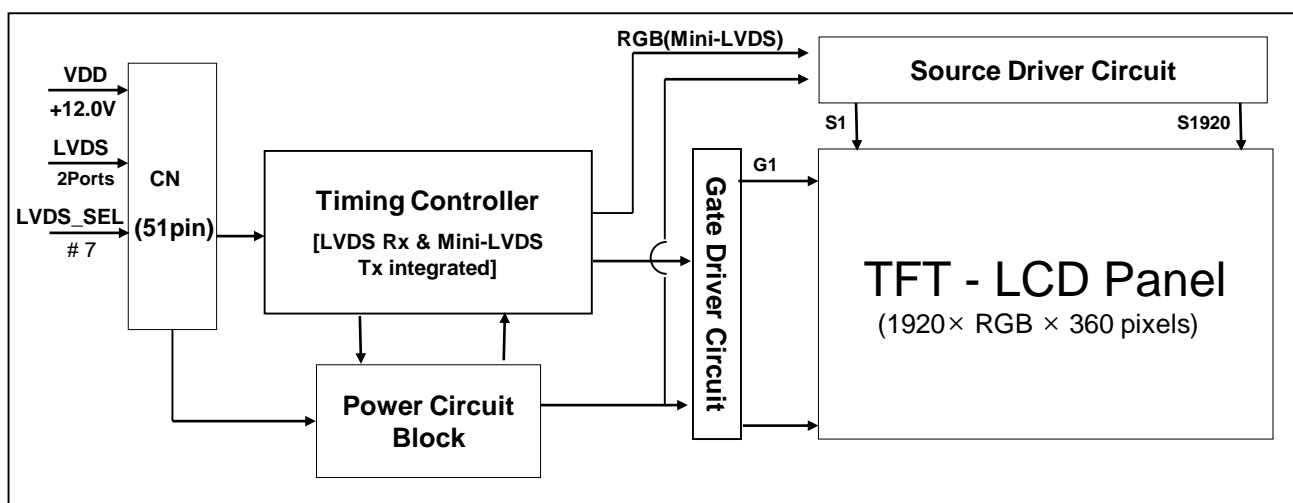 VDD
+12.0V
LVDS
2Ports
LVDS_SEL
# 7
CN
(51pin)
Timing Controller
[LVDS Rx & Mini-LVDS
Tx integrated]
Power Circuit
Block
RGB(Mini-LVDS)
Source Driver Circuit
S1
S1920
Gate Driver Circuit
G1
TFT - LCD Panel
(1920× RGB × 360 pixels)